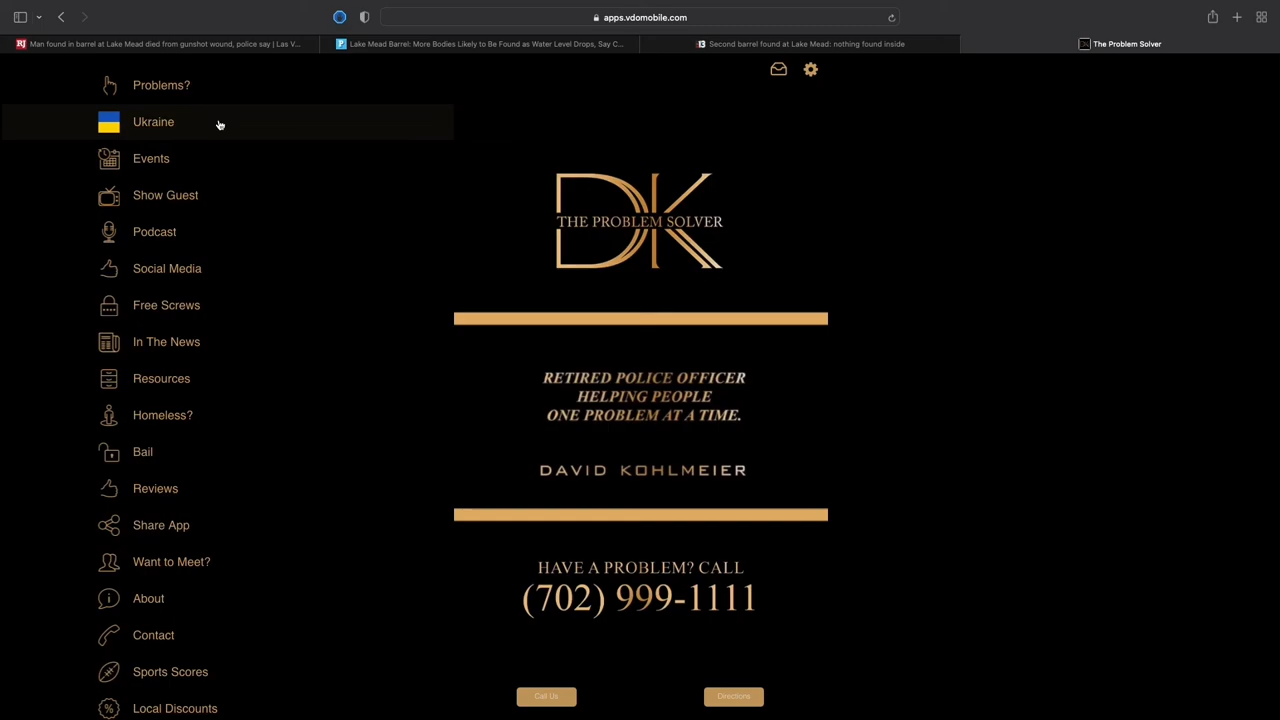 apps.vdomobile.com
Man found in barrel at Lake Mead died from gunshot wound, police say | Las V...
Lake Mead Barrel: More Bodies Likely to Be Found as Water Level Drops, Say C...
Second barrel found at Lake Mead: nothing found inside
The Problem Solver
Problems?
Ukraine
Events
Show Guest
Podcast
Social Media
Free Screws
In The News
Resources
Homeless?
Bail
Reviews
Share App
Want to Meet?
About
Contact
Sports Scores
Local Discounts
DK
THE PROBLEM SOLVER
RETIRED POLICE OFFICER
HELPING PEOPLE
ONE PROBLEM AT A TIME.
DAVID KOHLMEIER
HAVE A PROBLEM? CALL
(702) 999-1111
Call Us
Directions